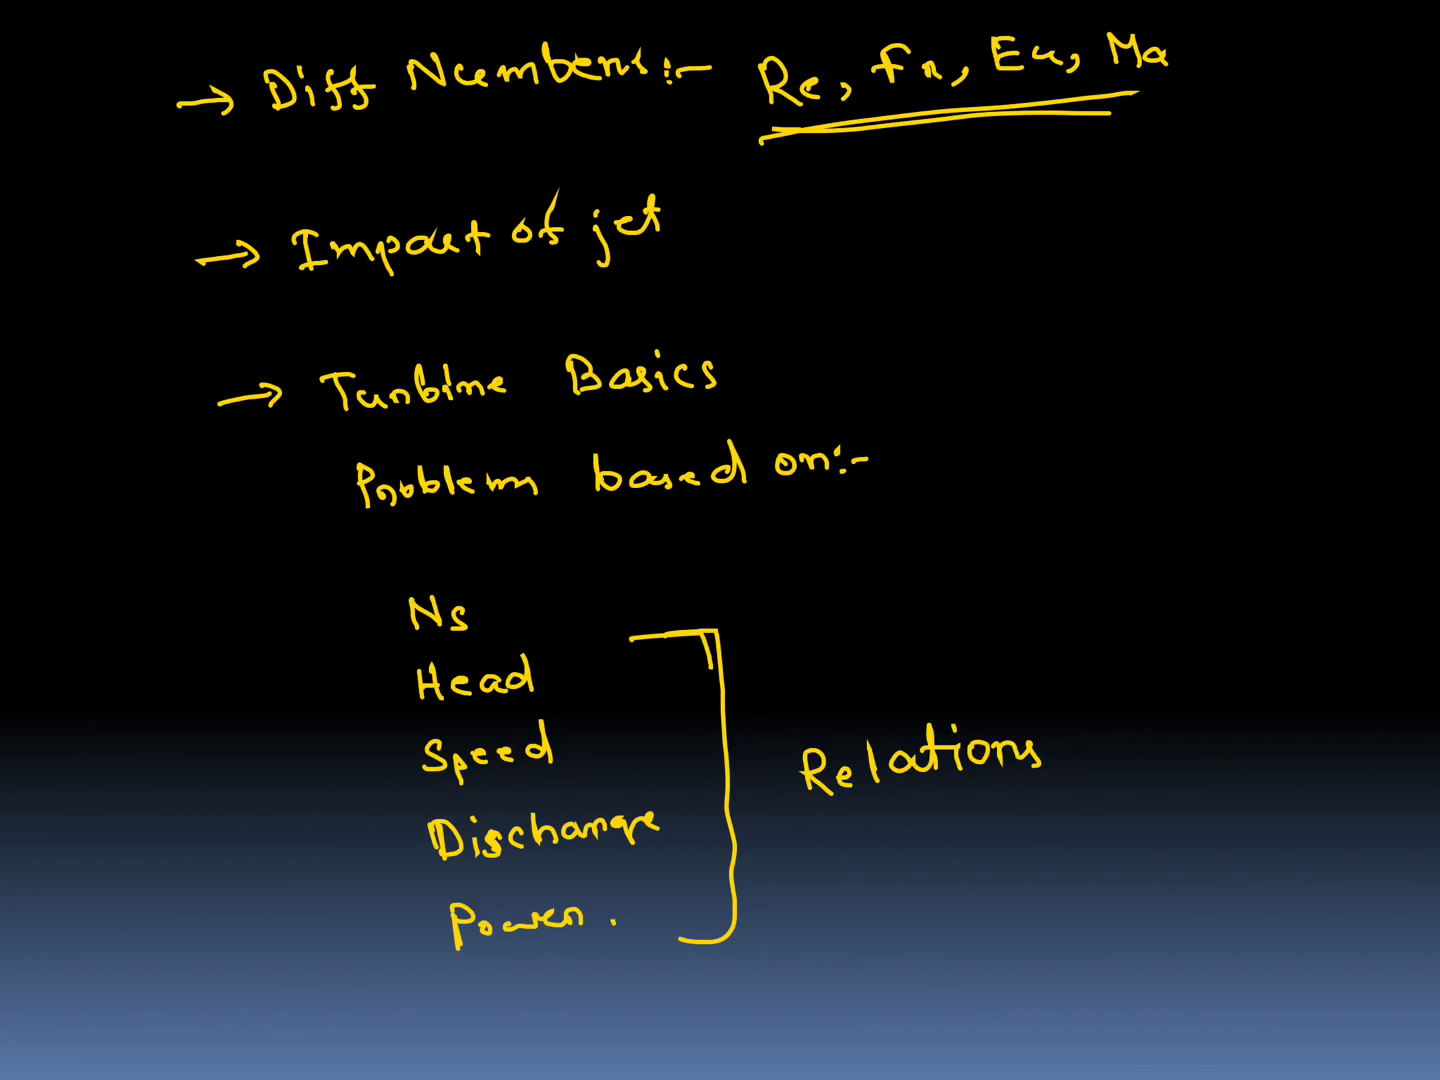 → Diff Numbers:- Re, Fr, Eu, Ma
→ Impact of jet
→ Turbine Basics
Problems based on:-
Ns
Head
Speed
Discharge
Power.
Relations